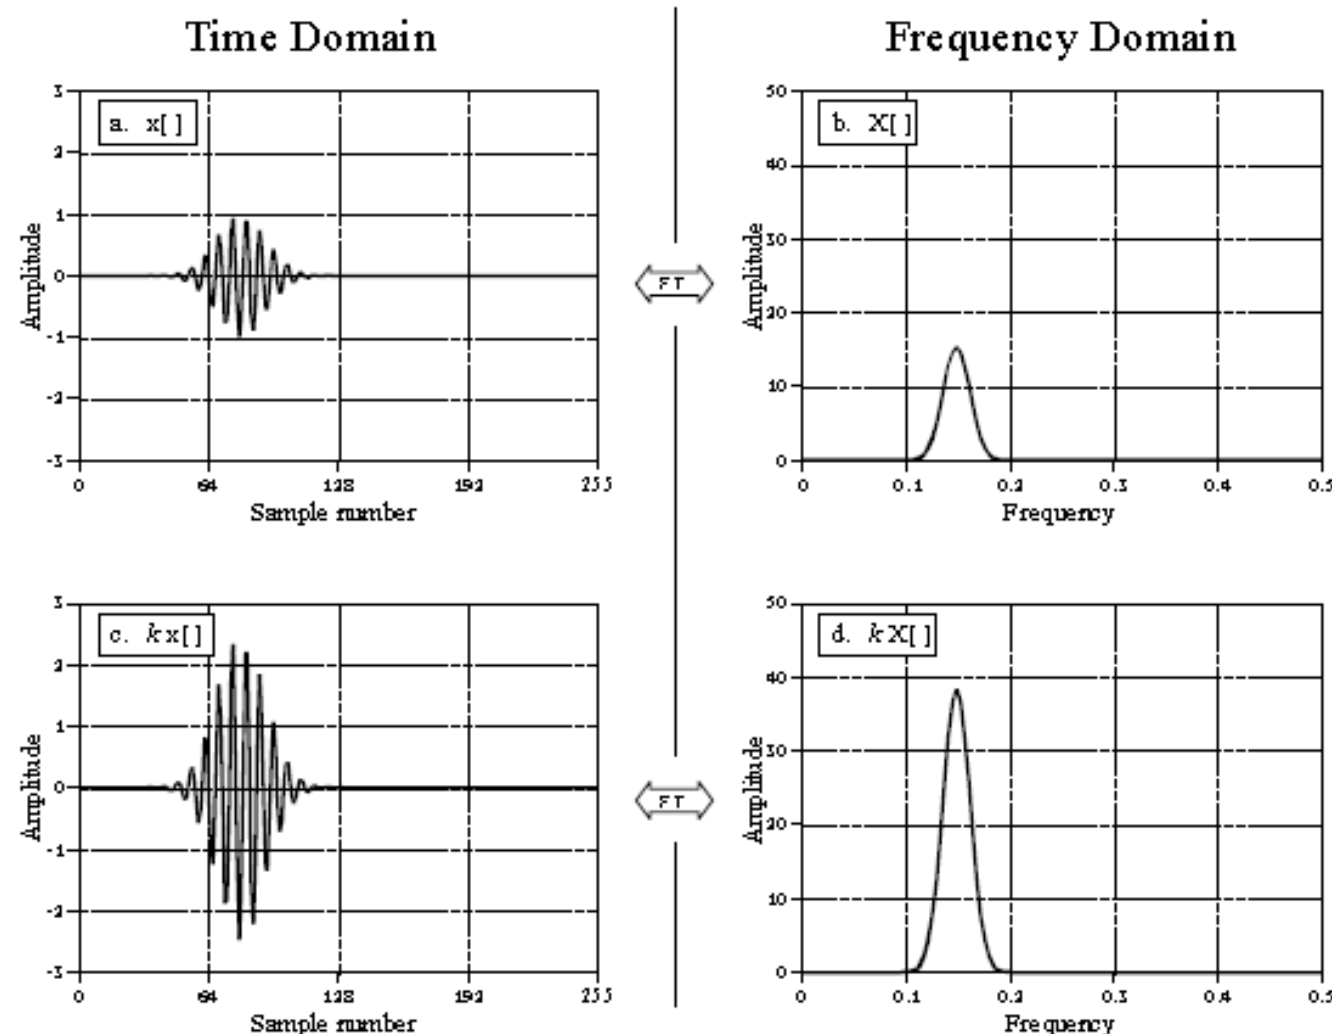 Time Domain
Frequency Domain
a. x[ ]
3
2
1
0
-1
-2
-3
Amplitude
0 64 128 192 255
Sample number
FT
b. X[ ]
50
40
30
20
10
0
Amplitude
0 0.1 0.2 0.3 0.4 0.5
Frequency
c. k x[ ]
3
2
1
0
-1
-2
-3
Amplitude
0 64 128 192 255
Sample number
FT
d. k X[ ]
50
40
30
20
10
0
Amplitude
0 0.1 0.2 0.3 0.4 0.5
Frequency